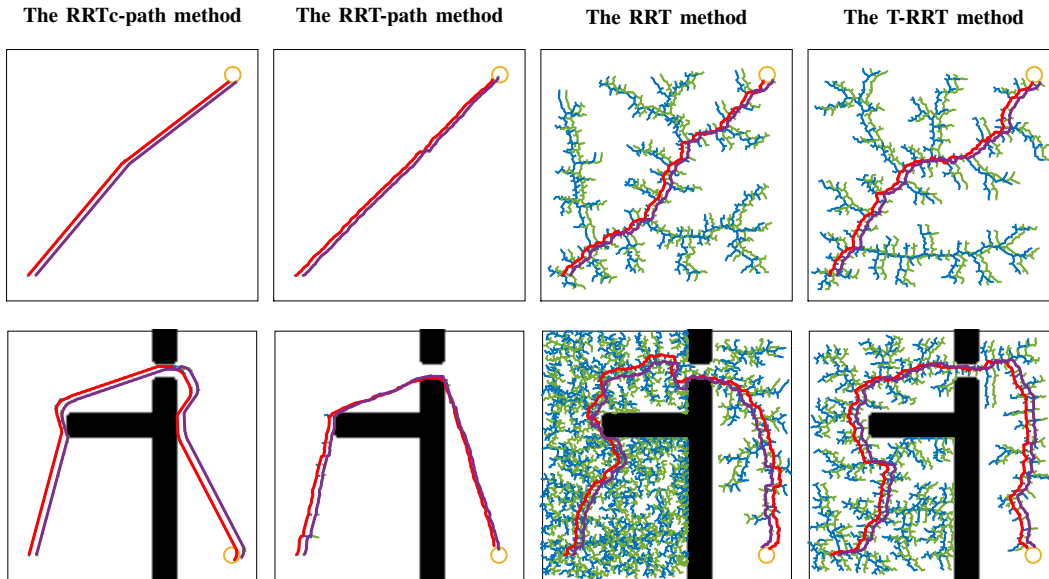 The RRTc-path method
The RRT-path method
The RRT method
The T-RRT method